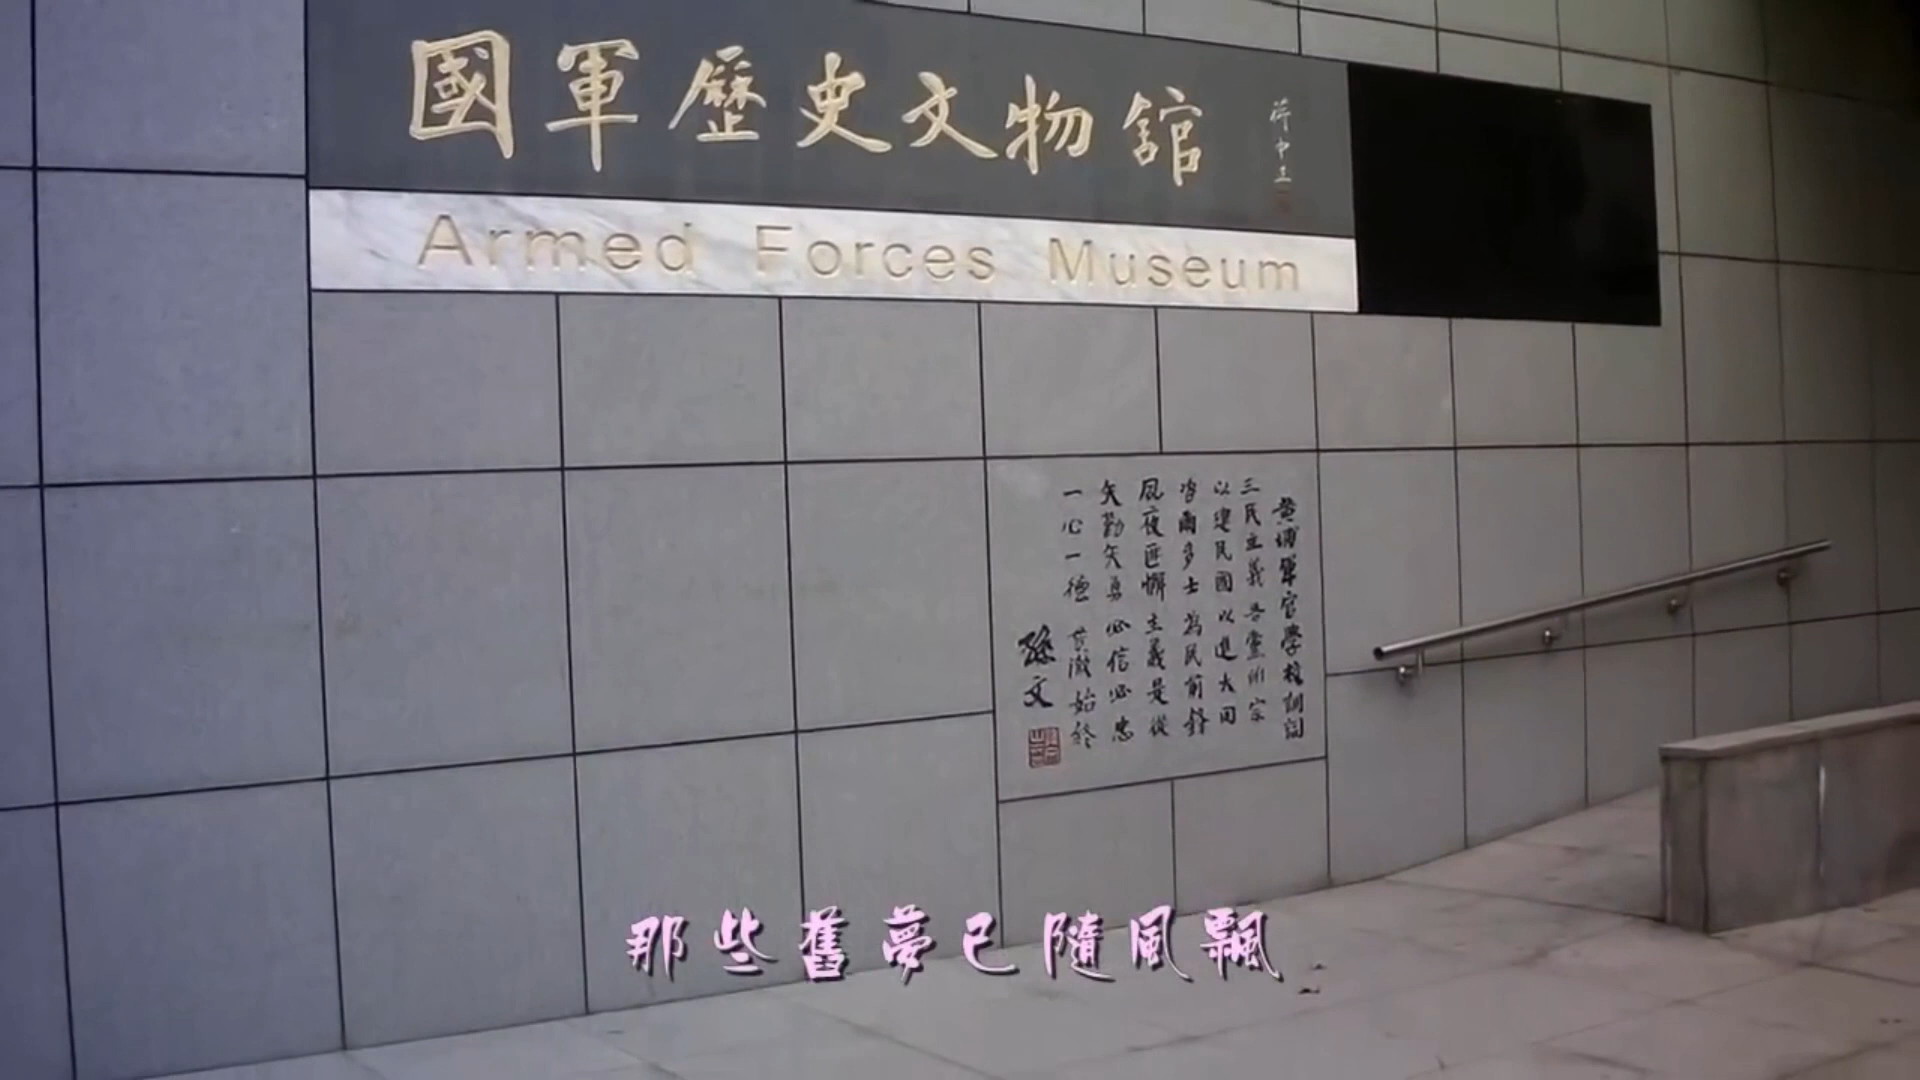 國軍歷史文物館
蔣中正
Armed Forces Museum
黃埔軍官學校訓詞
三民主義 吾黨所宗
以建民國 以進大同
咨爾多士 為民前鋒
夙夜匪懈 主義是從
矢勤矢勇 必信必忠
一心一德 貫澈始終
孫文
那些舊夢已隨風飄